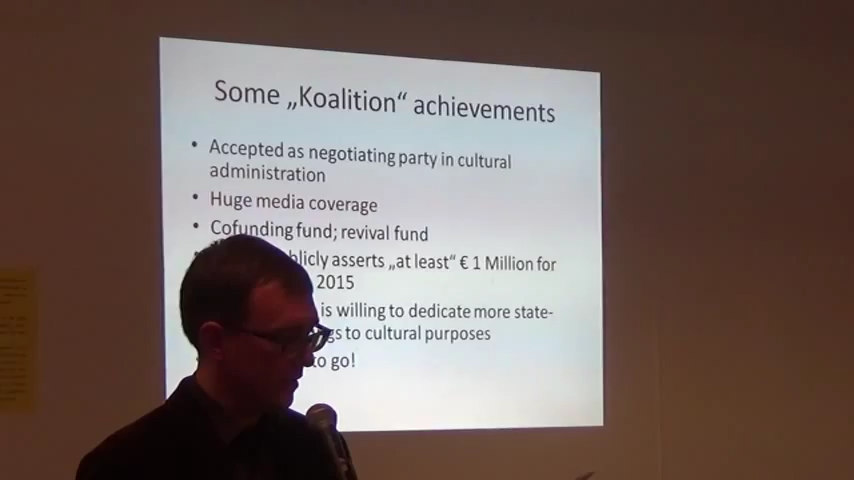 Some „Koalition“ achievements
• Accepted as negotiating party in cultural
administration
• Huge media coverage
• Cofunding fund; revival fund
blicly asserts „at least“ € 1 Million for
2015
is willing to dedicate more state-
gs to cultural purposes
to go!